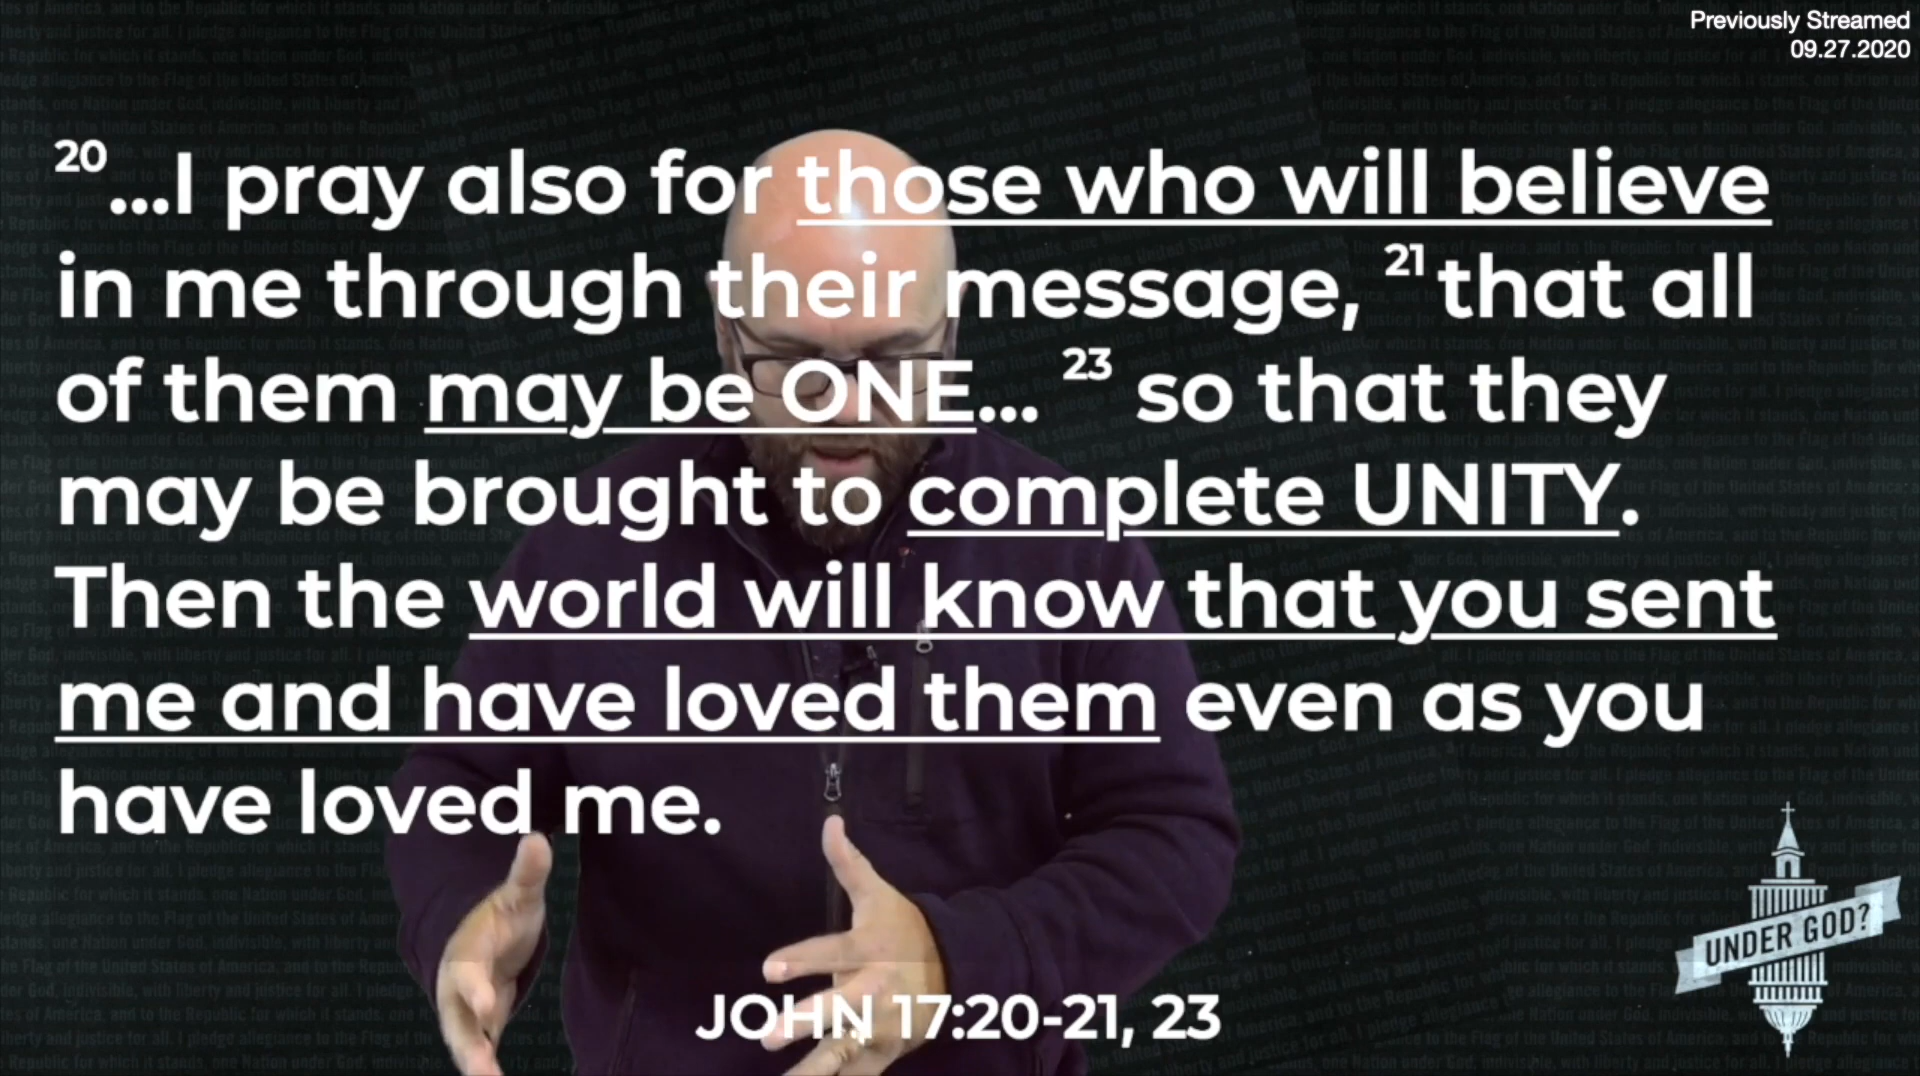 Previously Streamed
09.27.2020
20...I pray also for those who will believe
in me through their message, 21 that all
of them may be ONE... 23 so that they
may be brought to complete UNITY.
Then the world will know that you sent
me and have loved them even as you
have loved me.
UNDER GOD?
JOHN 17:20-21, 23